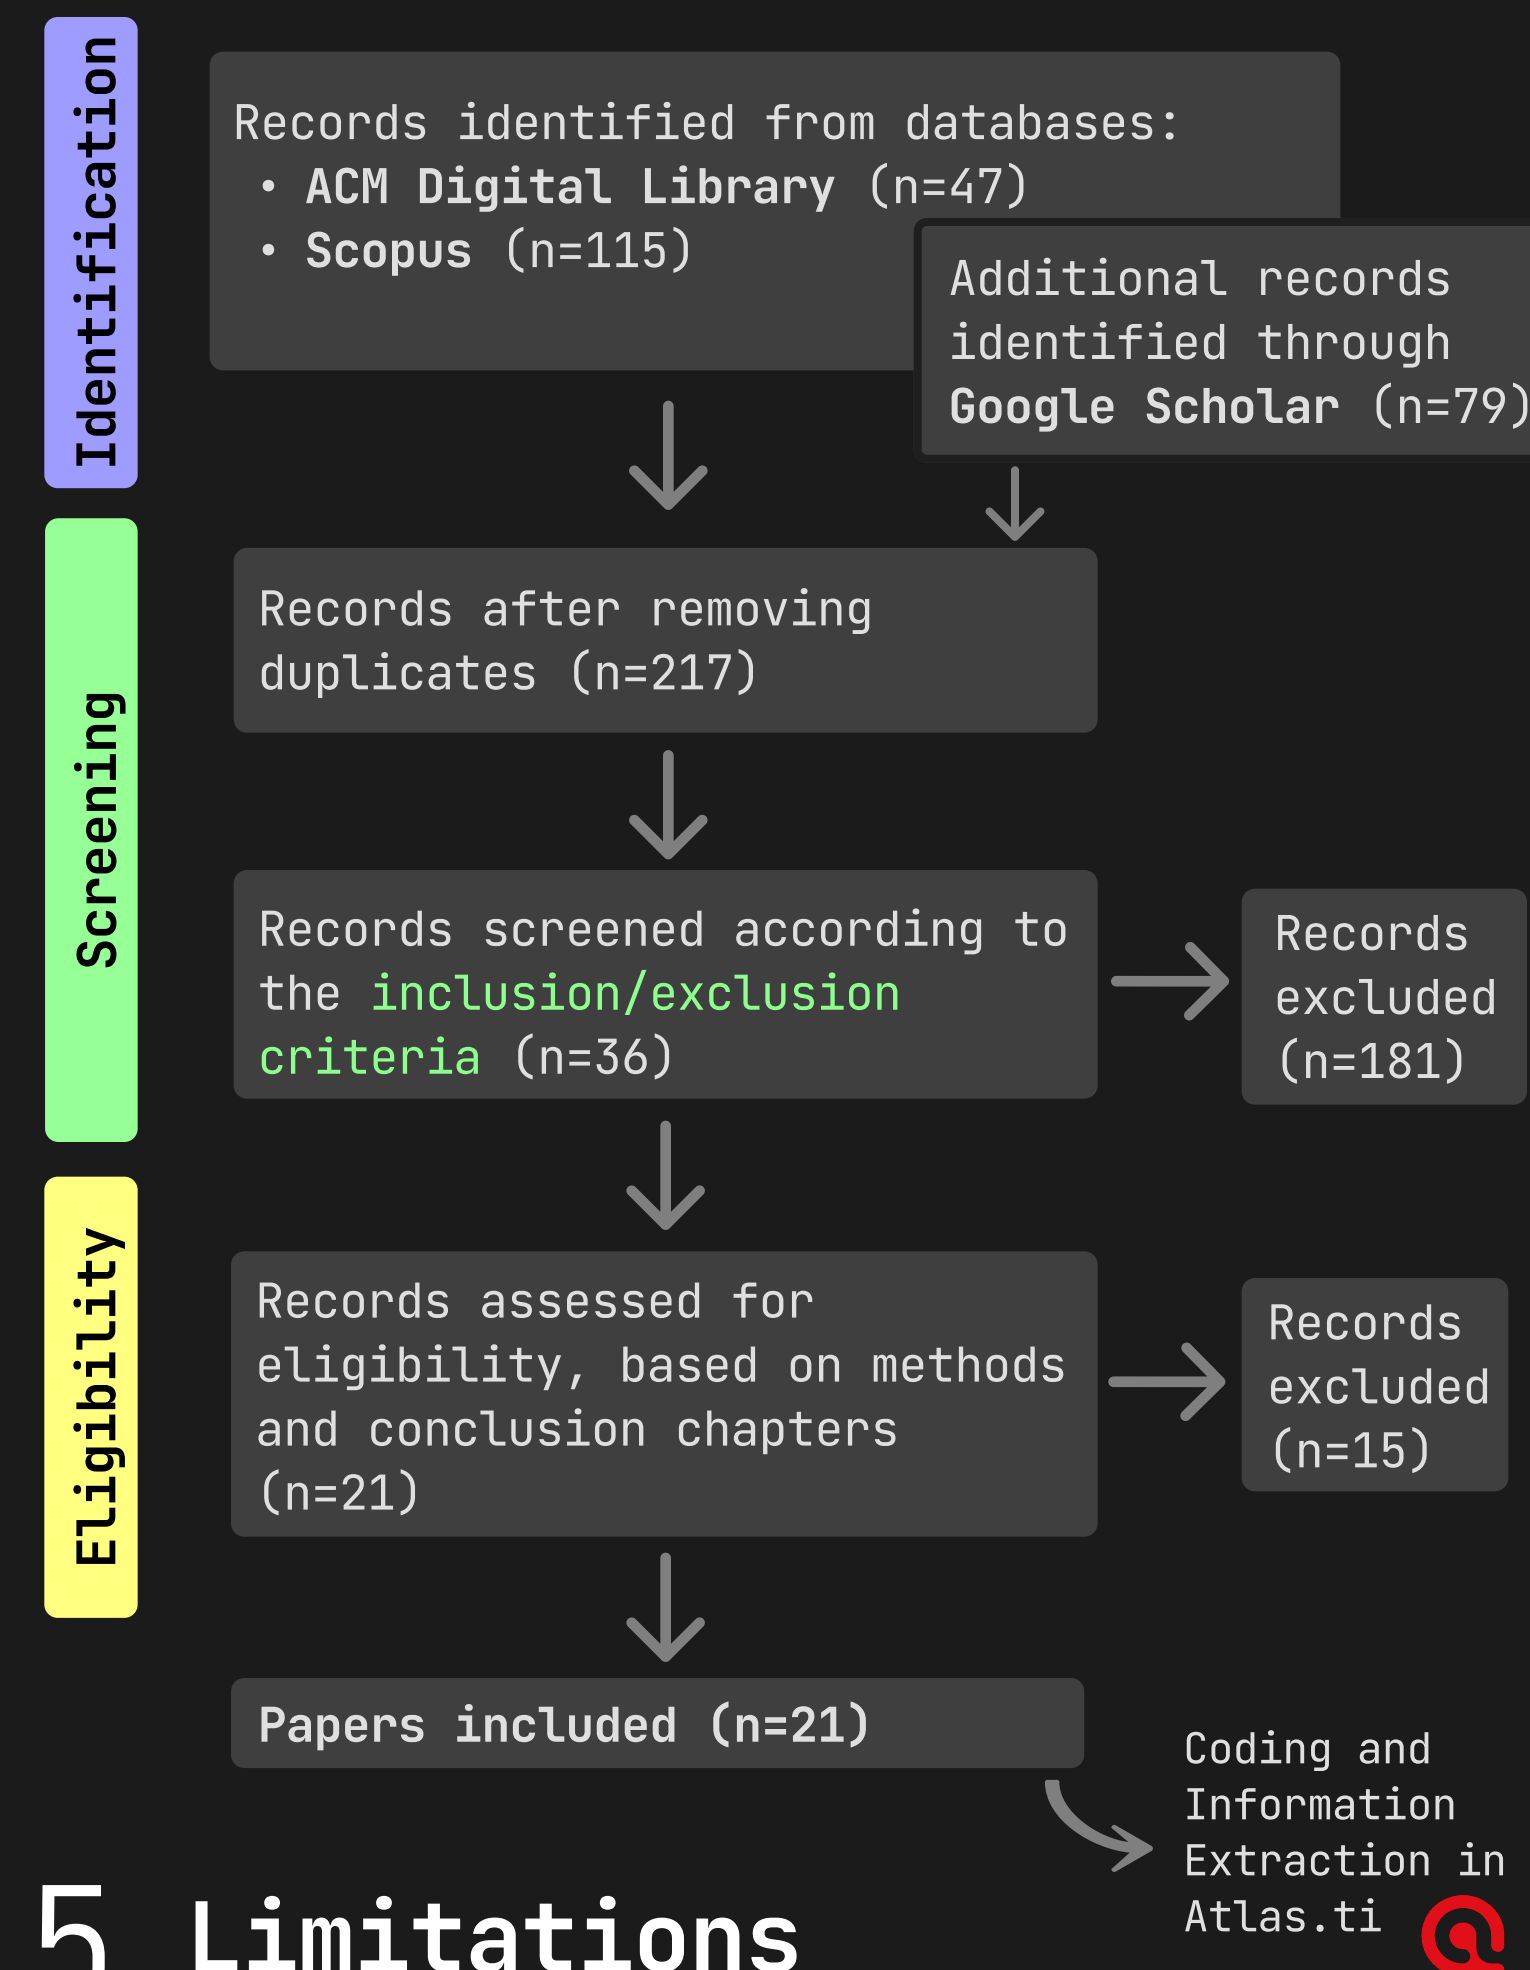 Identification
Records identified from databases:
• ACM Digital Library (n=47)
• Scopus (n=115)
Additional records
identified through
Google Scholar (n=79)
Screening
Records after removing
duplicates (n=217)
Records screened according to
the inclusion/exclusion
criteria (n=36)
Records
excluded
(n=181)
Eligibility
Records assessed for
eligibility, based on methods
and conclusion chapters
(n=21)
Records
excluded
(n=15)
Papers included (n=21)
Coding and
Information
Extraction in
Atlas.ti
5 Limitations